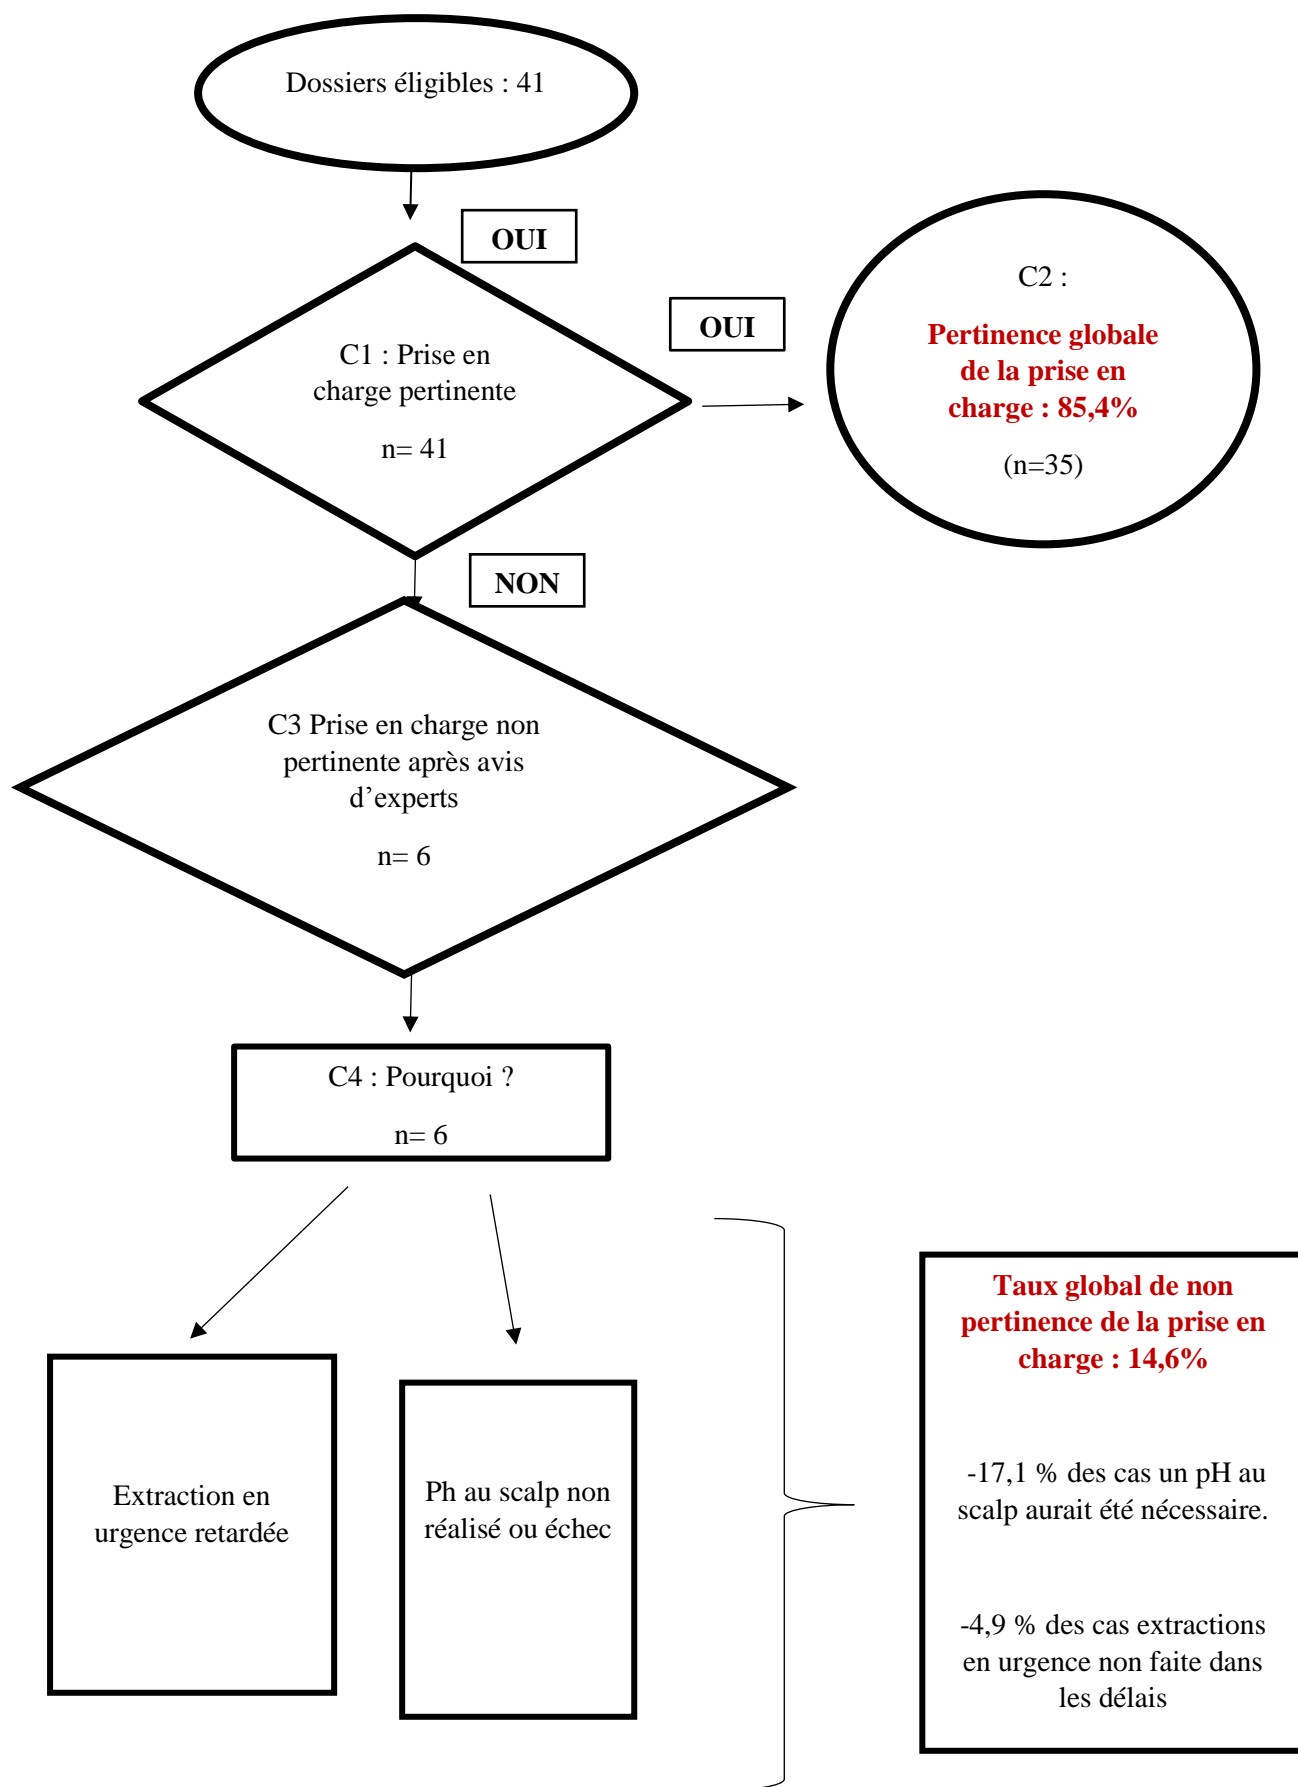 Dossiers éligibles : 41
OUI
C1 : Prise en
charge pertinente
n= 41
OUI
C2 :
Pertinence globale
de la prise en
charge : 85,4%
(n=35)
NON
C3 Prise en charge non
pertinente après avis
d’experts
n= 6
C4 : Pourquoi ?
n= 6
Extraction en
urgence retardée
Ph au scalp non
réalisé ou échec
Taux global de non
pertinence de la prise en
charge : 14,6%
-17,1 % des cas un pH au
scalp aurait été nécessaire.
-4,9 % des cas extractions
en urgence non faite dans
les délais